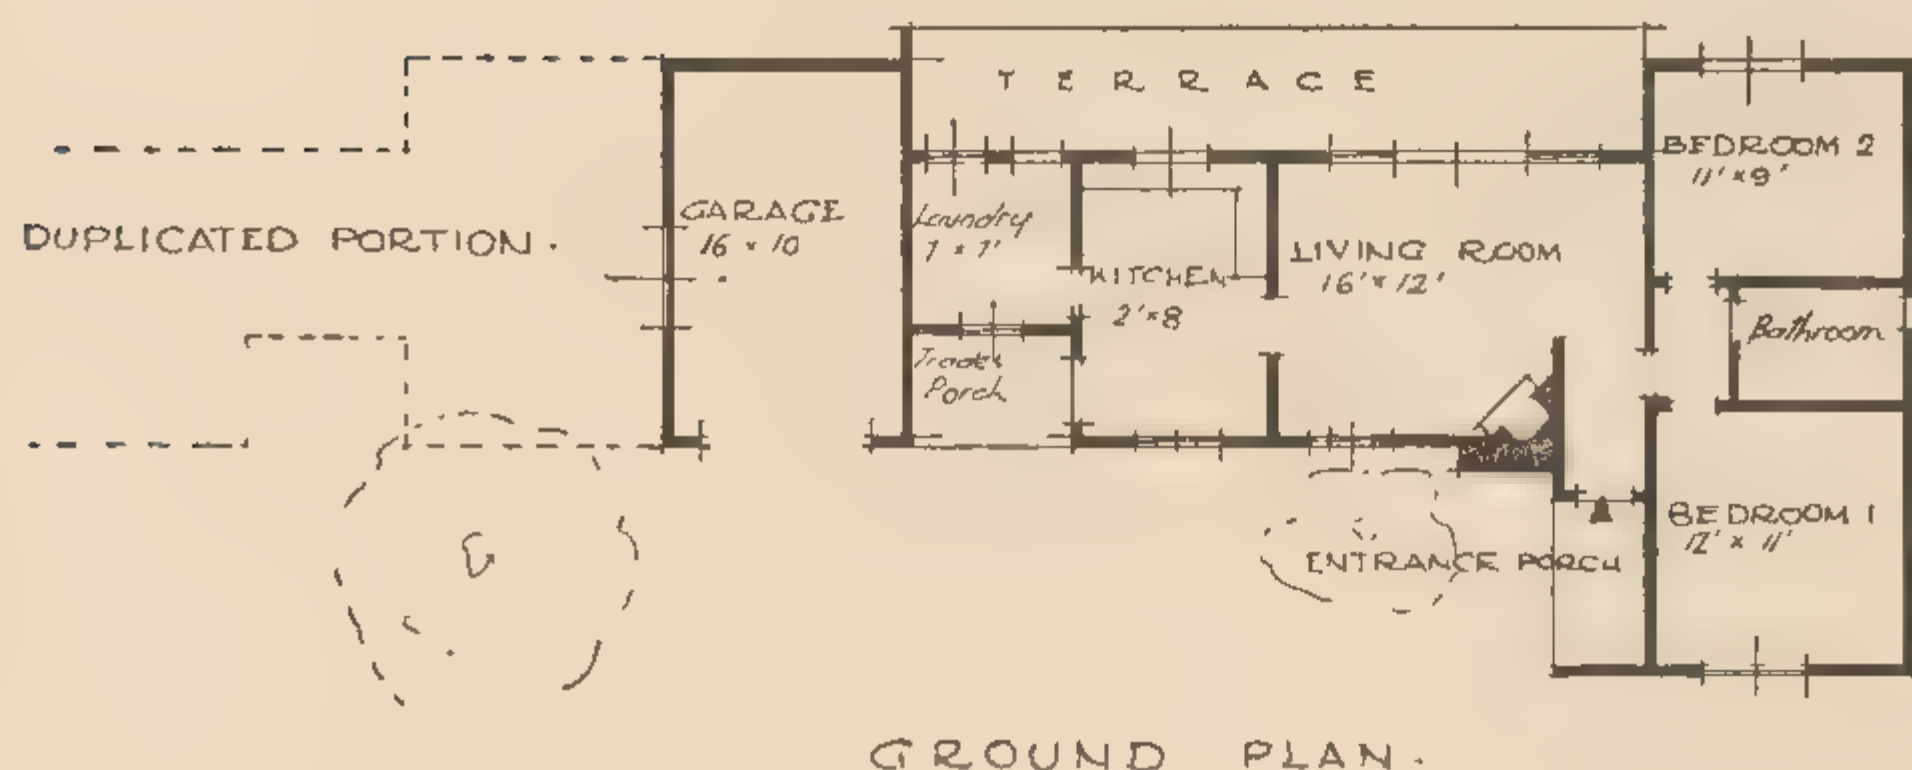 TERRACE
BEDROOM 2
11' × 9'
GARAGE
16 × 10
Laundry
7 × 7'
DUPLICATED PORTION.
LIVING ROOM
16' × 12'
KITCHEN
2' × 8
Bathroom
Porch
BEDROOM 1
12' × 11'
ENTRANCE PORCH
GROUND PLAN.